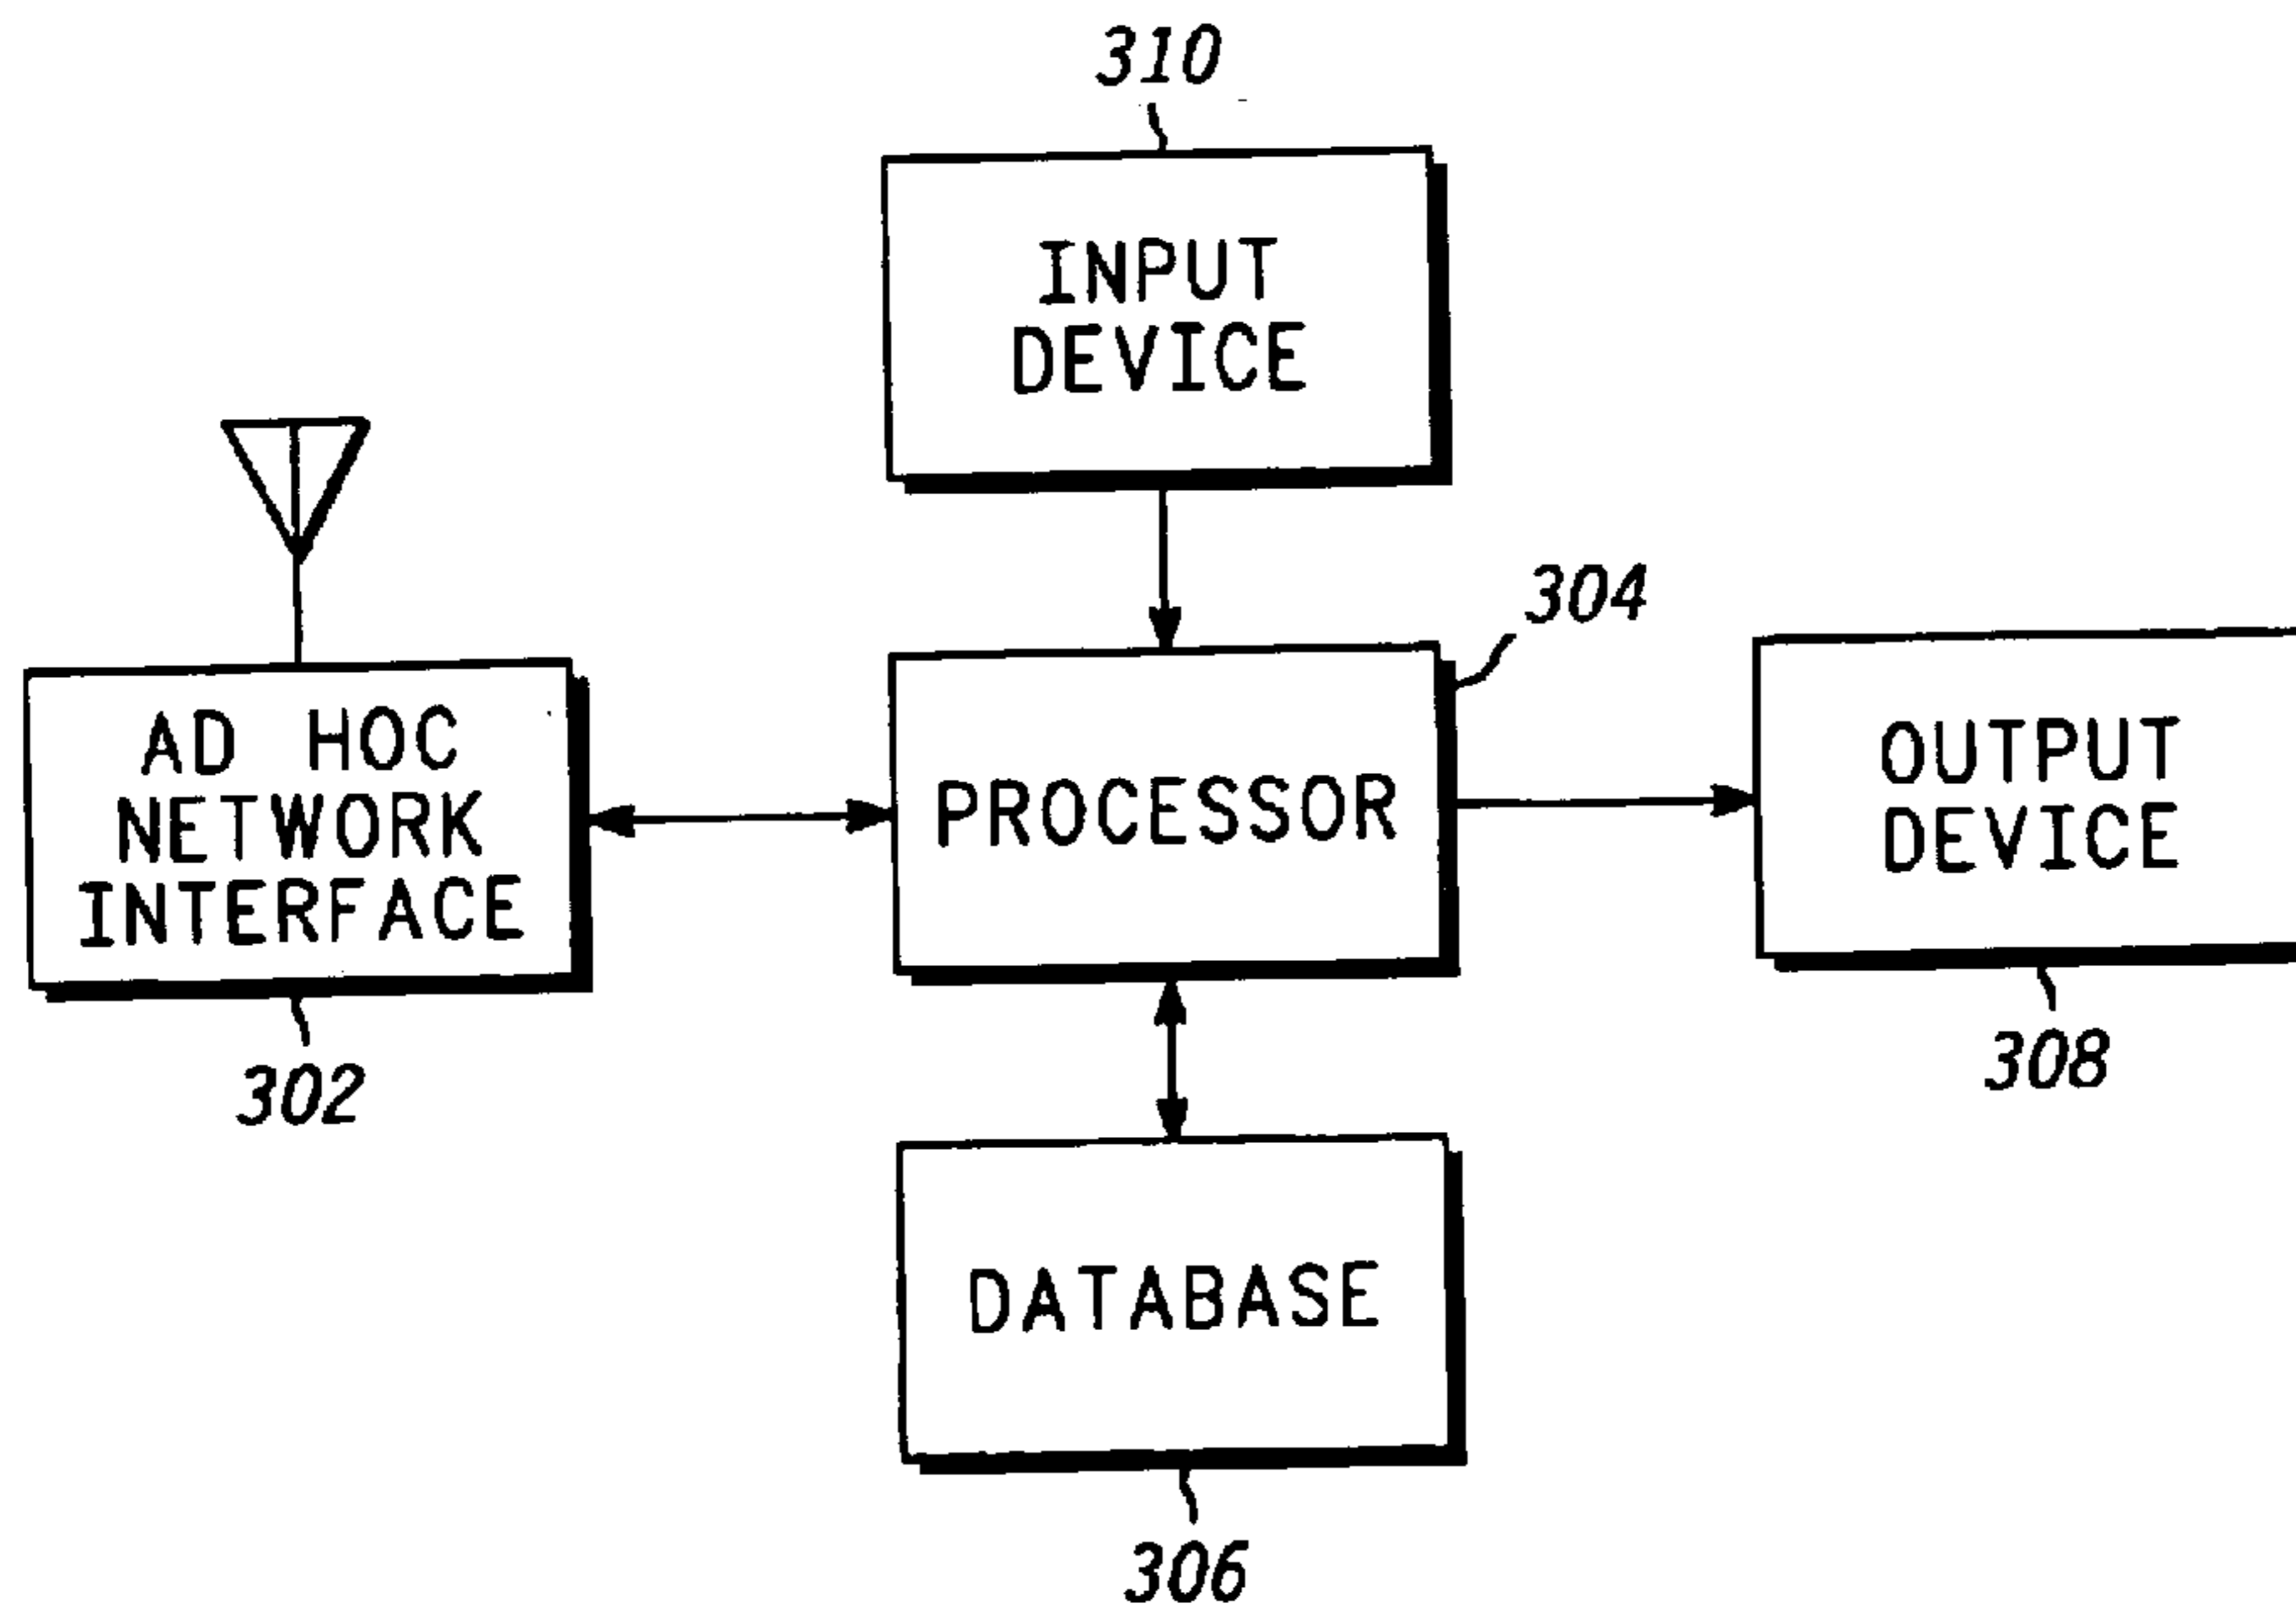 310
INPUT
DEVICE
304
AD HOC
NETWORK
INTERFACE
PROCESSOR
OUTPUT
DEVICE
302
308
DATABASE
306